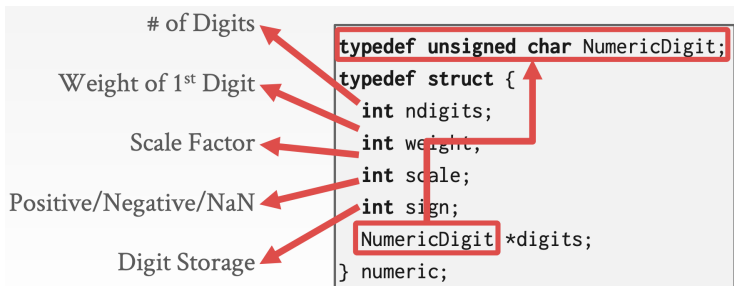 # of Digits
Weight of 1st Digit
Scale Factor
Positive/Negative/NaN
Digit Storage
typedef unsigned char NumericDigit;
typedef struct {
int ndigits;
int weight;
int scale;
int sign;
NumericDigit *digits;
} numeric;